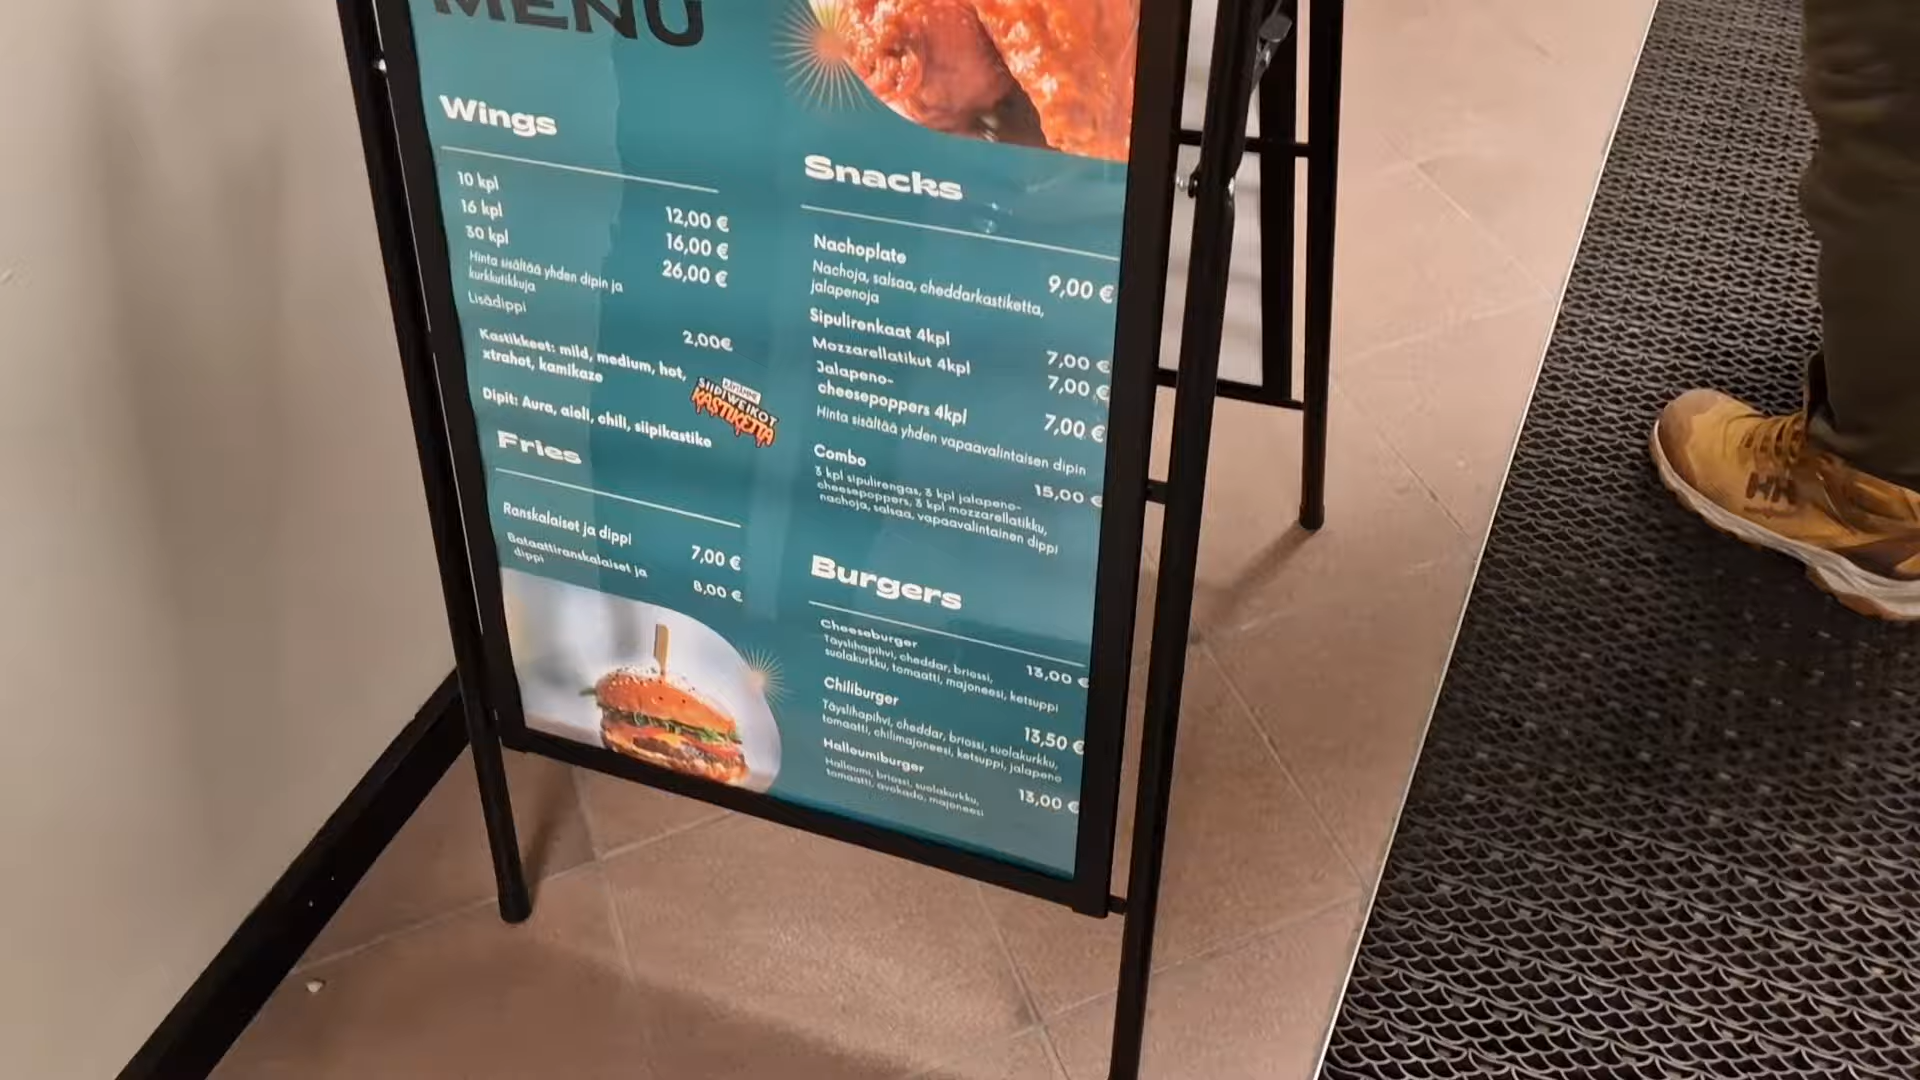 MENU
Wings
10 kpl
12,00 €
16 kpl
16,00 €
30 kpl
26,00 €
Hinta sisältää yhden dipin ja
kurkkutikkuja
Lisädippi
2,00€
Kastikkeet: mild, medium, hot,
xtrahot, kamikaze
KÄYTÄMME
SIIPIWEIKOT
KASTIKETTA
Dipit: Aura, aioli, chili, siipikastike
Fries
Ranskalaiset ja dippi
7,00 €
Bataattiranskalaiset ja
dippi
8,00 €
Snacks
Nachoplate
9,00 €
Nachoja, salsaa, cheddarkastiketta,
jalapenoja
Sipulirenkaat 4kpl
7,00 €
Mozzarellatikut 4kpl
7,00 €
Jalapeno-
cheesepoppers 4kpl
7,00 €
Hinta sisältää yhden vapaavalintaisen dipin
Combo
15,00 €
3 kpl sipulirengas, 3 kpl jalapeno-
cheesepoppers, 3 kpl mozzarellatikku,
nachoja, salsaa, vapaavalintainen dippi
Burgers
Cheeseburger
13,00 €
Täyslihapihvi, cheddar, briossi,
suolakurkku, tomaatti, majoneesi, ketsuppi
Chiliburger
13,50 €
Täyslihapihvi, cheddar, briossi, suolakurkku,
tomaatti, chilimajoneesi, ketsuppi, jalapeno
Halloumiburger
13,00 €
Halloumi, briossi, suolakurkku,
tomaatti, avokado, majoneesi
HH